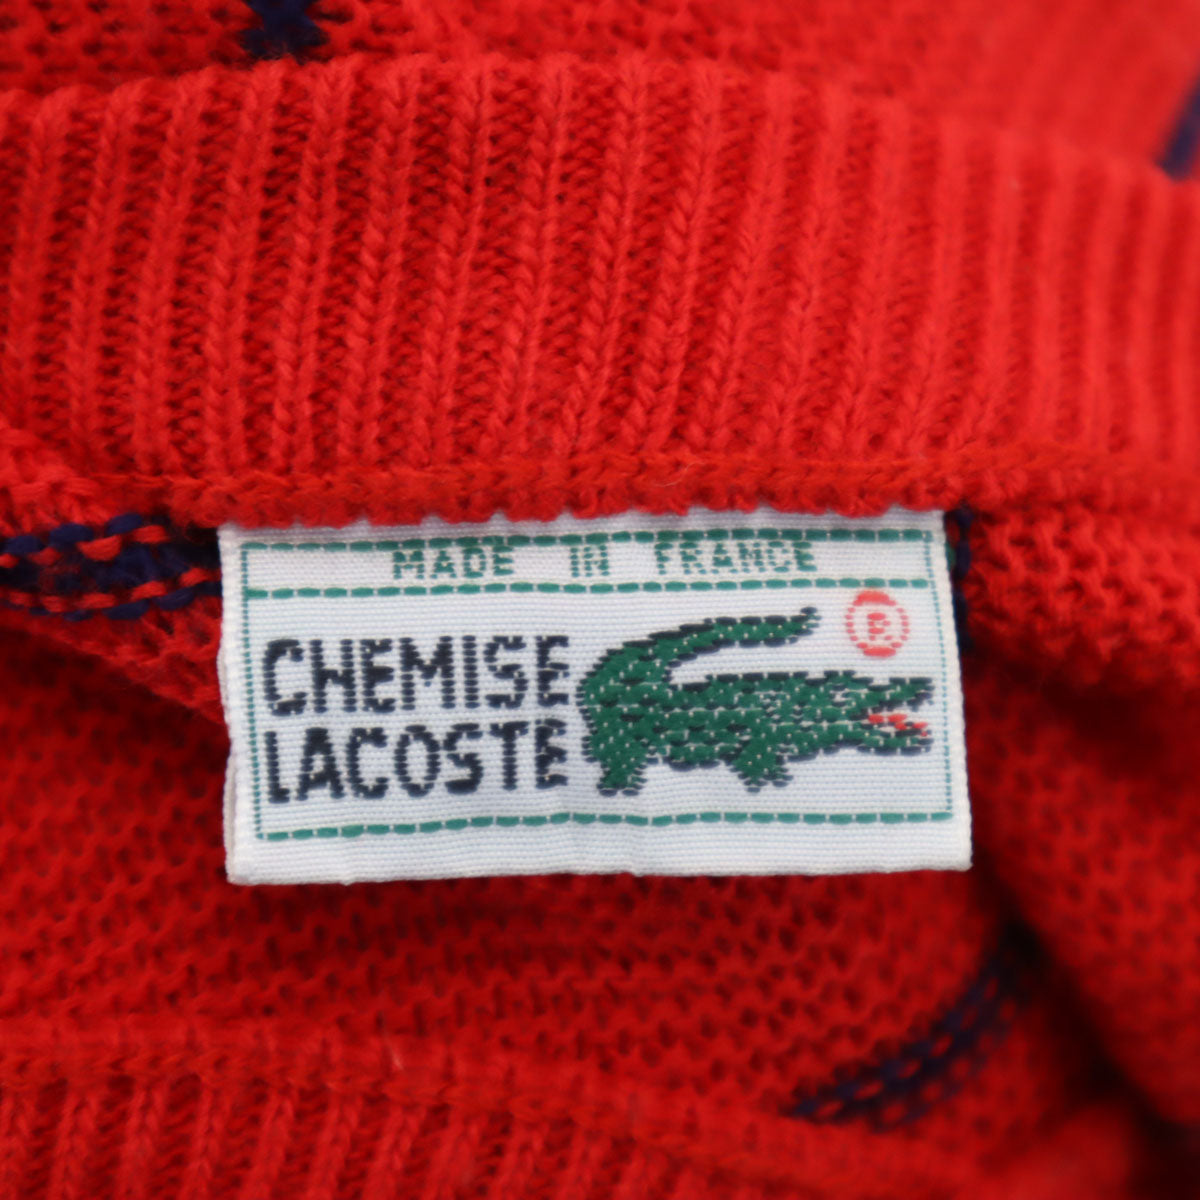 MADE IN FRANCE
CHEMISE
LACOSTE
®